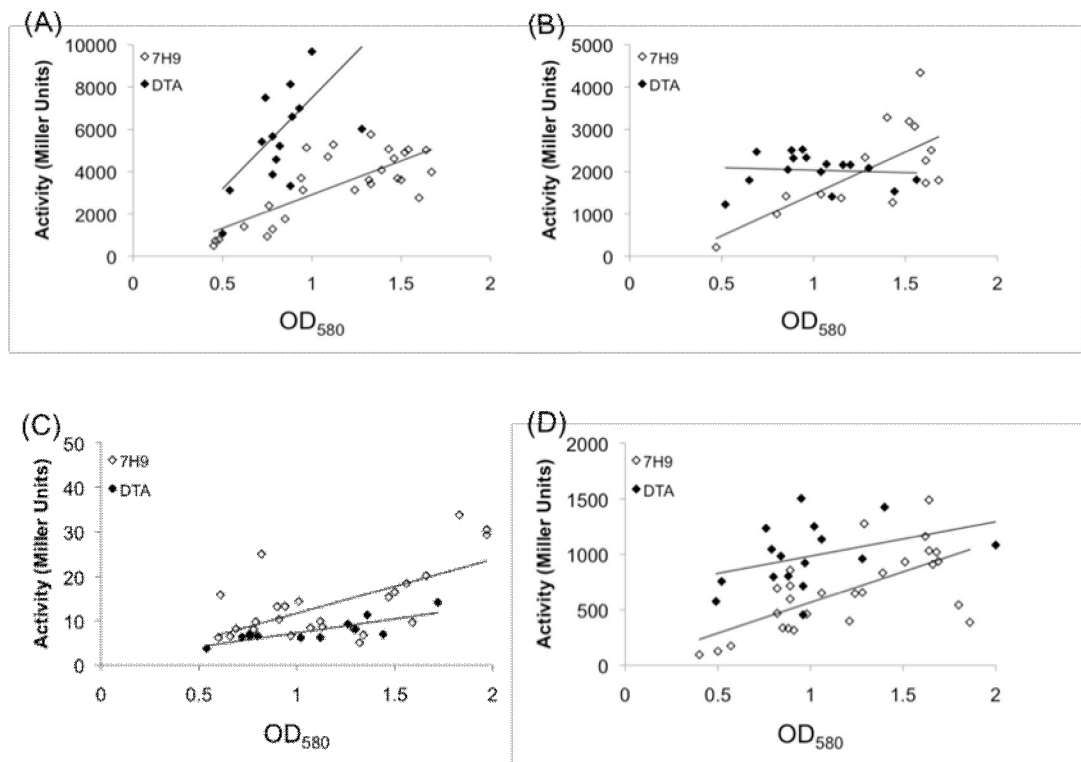 (A)
Activity (Miller Units)
10000
8000
6000
4000
2000
0
7H9
DTA
0 0.5 1 1.5 2
OD580
(B)
Activity (Miller Units)
5000
4000
3000
2000
1000
0
7H9
DTA
0 0.5 1 1.5 2
OD580
(C)
Activity (Miller Units)
50
40
30
20
10
0
7H9
DTA
0 0.5 1 1.5 2
OD580
(D)
Activity (Miller Units)
2000
1500
1000
500
0
7H9
DTA
0 0.5 1 1.5 2
OD580